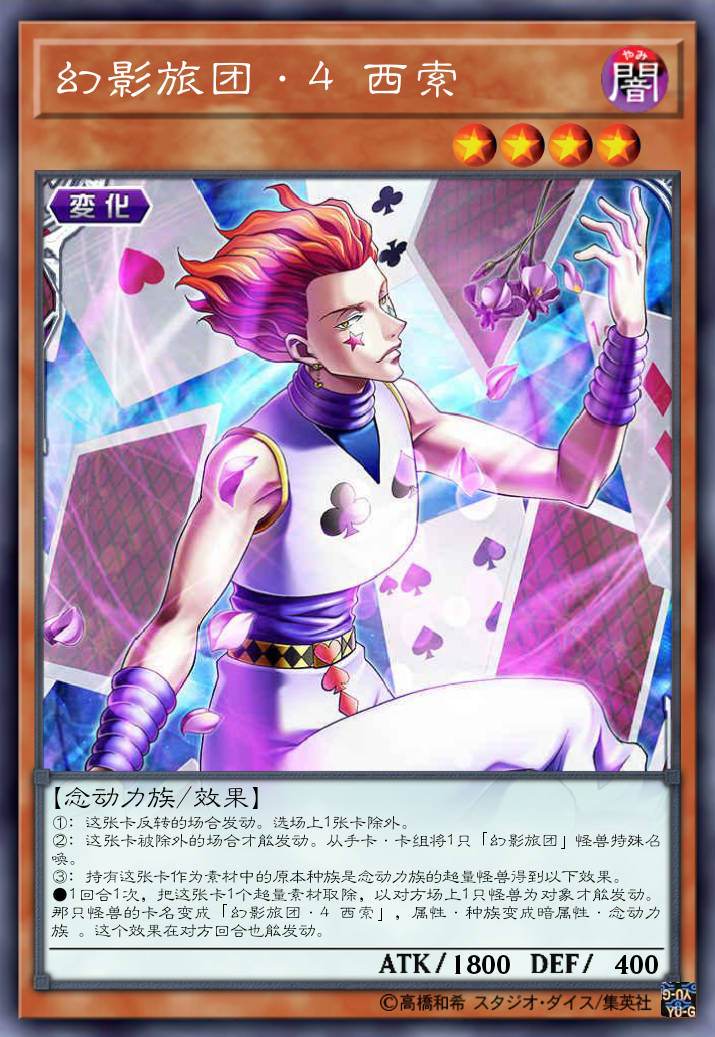 幻影旅团·4 西索
やみ
闇
変化
【念动力族/效果】
①：这张卡反转的场合发动。选场上1张卡除外。
②：这张卡被除外的场合才能发动。从手卡·卡组将1只「幻影旅团」怪兽特殊召
唤。
③：持有这张卡作为素材中的原本种族是念动力族的超量怪兽得到以下效果。
●1回合1次，把这张卡1个超量素材取除，以对方场上1只怪兽为对象才能发动。
那只怪兽的卡名变成「幻影旅团·4 西索」，属性·种族变成暗属性·念动力
族 。这个效果在对方回合也能发动。
ATK/1800 DEF/ 400
©高橋和希 スタジオ·ダイス/集英社
YU-G
YU-G